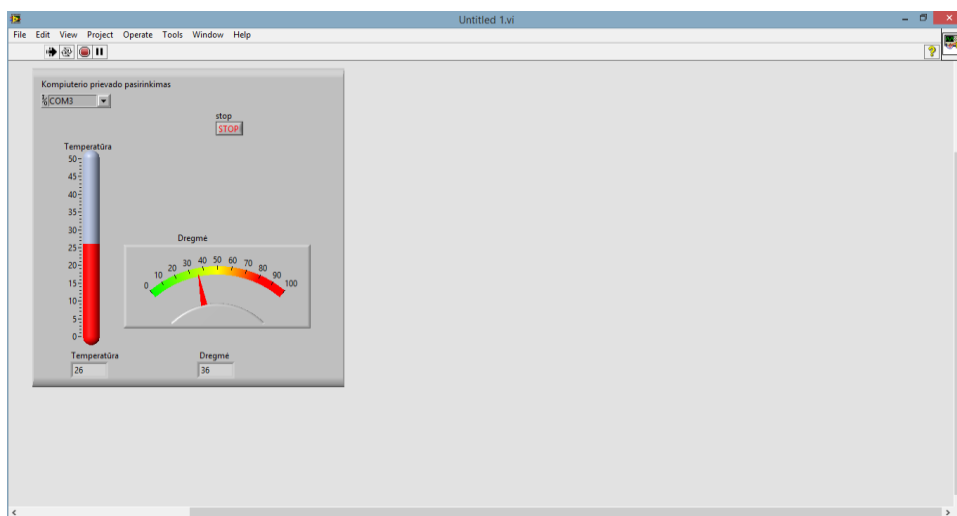 Untitled 1.vi
File Edit View Project Operate Tools Window Help
Kompiuterio prievado pasirinkimas
COM3
stop
STOP
Temperatūra
50
45
40
35
30
25
20
15
10
5
0
Dregmė
0 10 20 30 40 50 60 70 80 90 100
Temperatūra
26
Dregmė
36